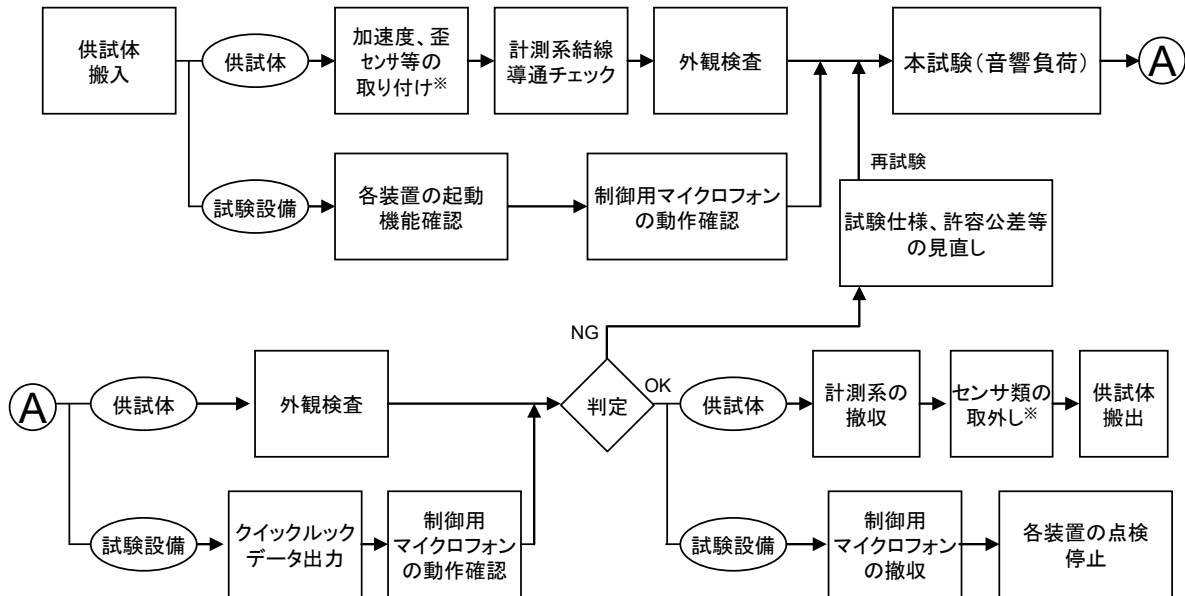 供試体
搬入
供試体
加速度、歪
センサ等の
取り付け※
計測系結線
導通チェック
外観検査
本試験（音響負荷）
A
試験設備
各装置の起動
機能確認
制御用マイクロフォン
の動作確認
再試験
試験仕様、許容公差等
の見直し
A
供試体
外観検査
NG
判定
OK
供試体
計測系の
撤収
センサ類の
取外し※
供試体
搬出
試験設備
クイックルック
データ出力
制御用
マイクロフォン
の動作確認
試験設備
制御用
マイクロフォン
の撤収
各装置の点検
停止